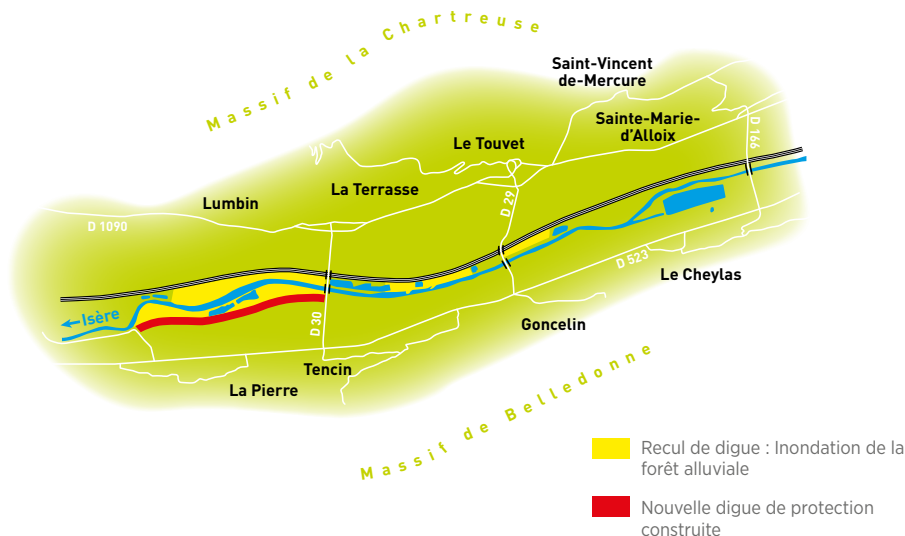 Massif de la Chartreuse
Saint-Vincent
de-Mercure
Sainte-Marie-
d'Alloix
D 166
Le Touvet
La Terrasse
Lumbin
D 29
D 1090
D 523
Le Cheylas
← Isère
D 30
Goncelin
Tencin
La Pierre
Massif de Belledonne
Recul de digue : Inondation de la
forêt alluviale
Nouvelle digue de protection
construite